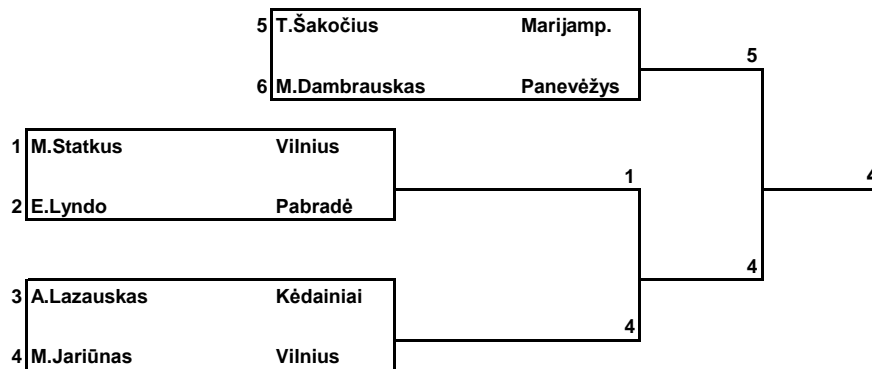 5 T.Šakočius Marijamp.
5
6 M.Dambrauskas Panevėžys
1 M.Statkus Vilnius
1
4
2 E.Lyndo Pabradė
4
3 A.Lazauskas Kėdainiai
4
4 M.Jariūnas Vilnius